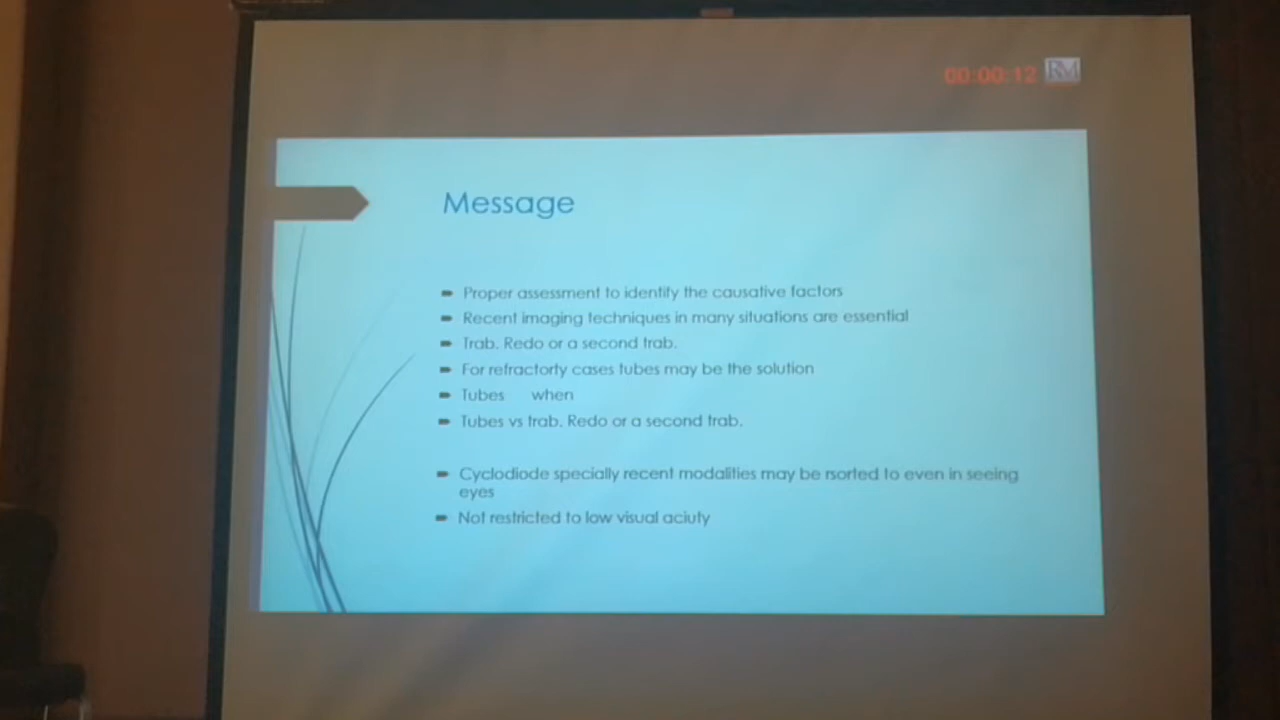 00:00:12 RM
Message
Proper assessment to identify the causative factors
Recent imaging techniques in many situations are essential
Trab. Redo or a second trab.
For refractorty cases tubes may be the solution
Tubes when
Tubes vs trab. Redo or a second trab.
Cyclodiode specially recent modalities may be rsorted to even in seeing
eyes
Not restricted to low visual aciuty